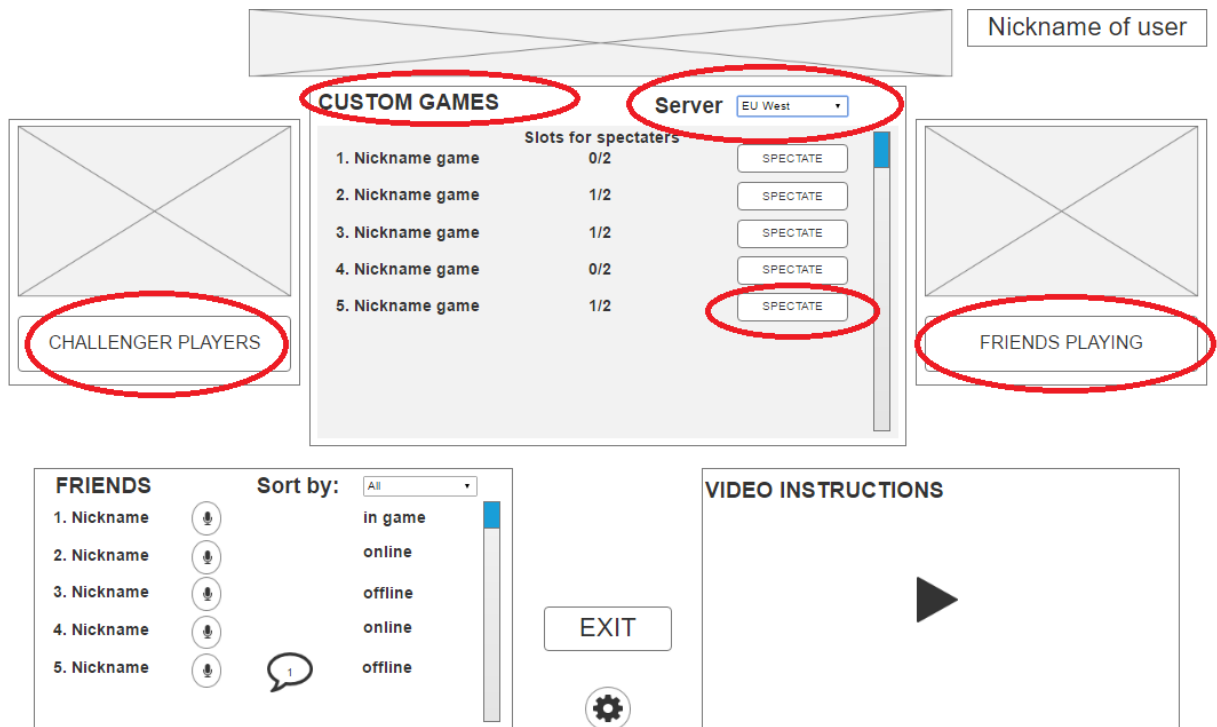 Nickname of user
CUSTOM GAMES
Server EU West
Slots for spectaters
1. Nickname game 0/2 SPECTATE
2. Nickname game 1/2 SPECTATE
3. Nickname game 1/2 SPECTATE
4. Nickname game 0/2 SPECTATE
5. Nickname game 1/2 SPECTATE
CHALLENGER PLAYERS
FRIENDS PLAYING
FRIENDS Sort by: All
1. Nickname in game
2. Nickname online
3. Nickname offline
4. Nickname online
5. Nickname 1 offline
EXIT
VIDEO INSTRUCTIONS